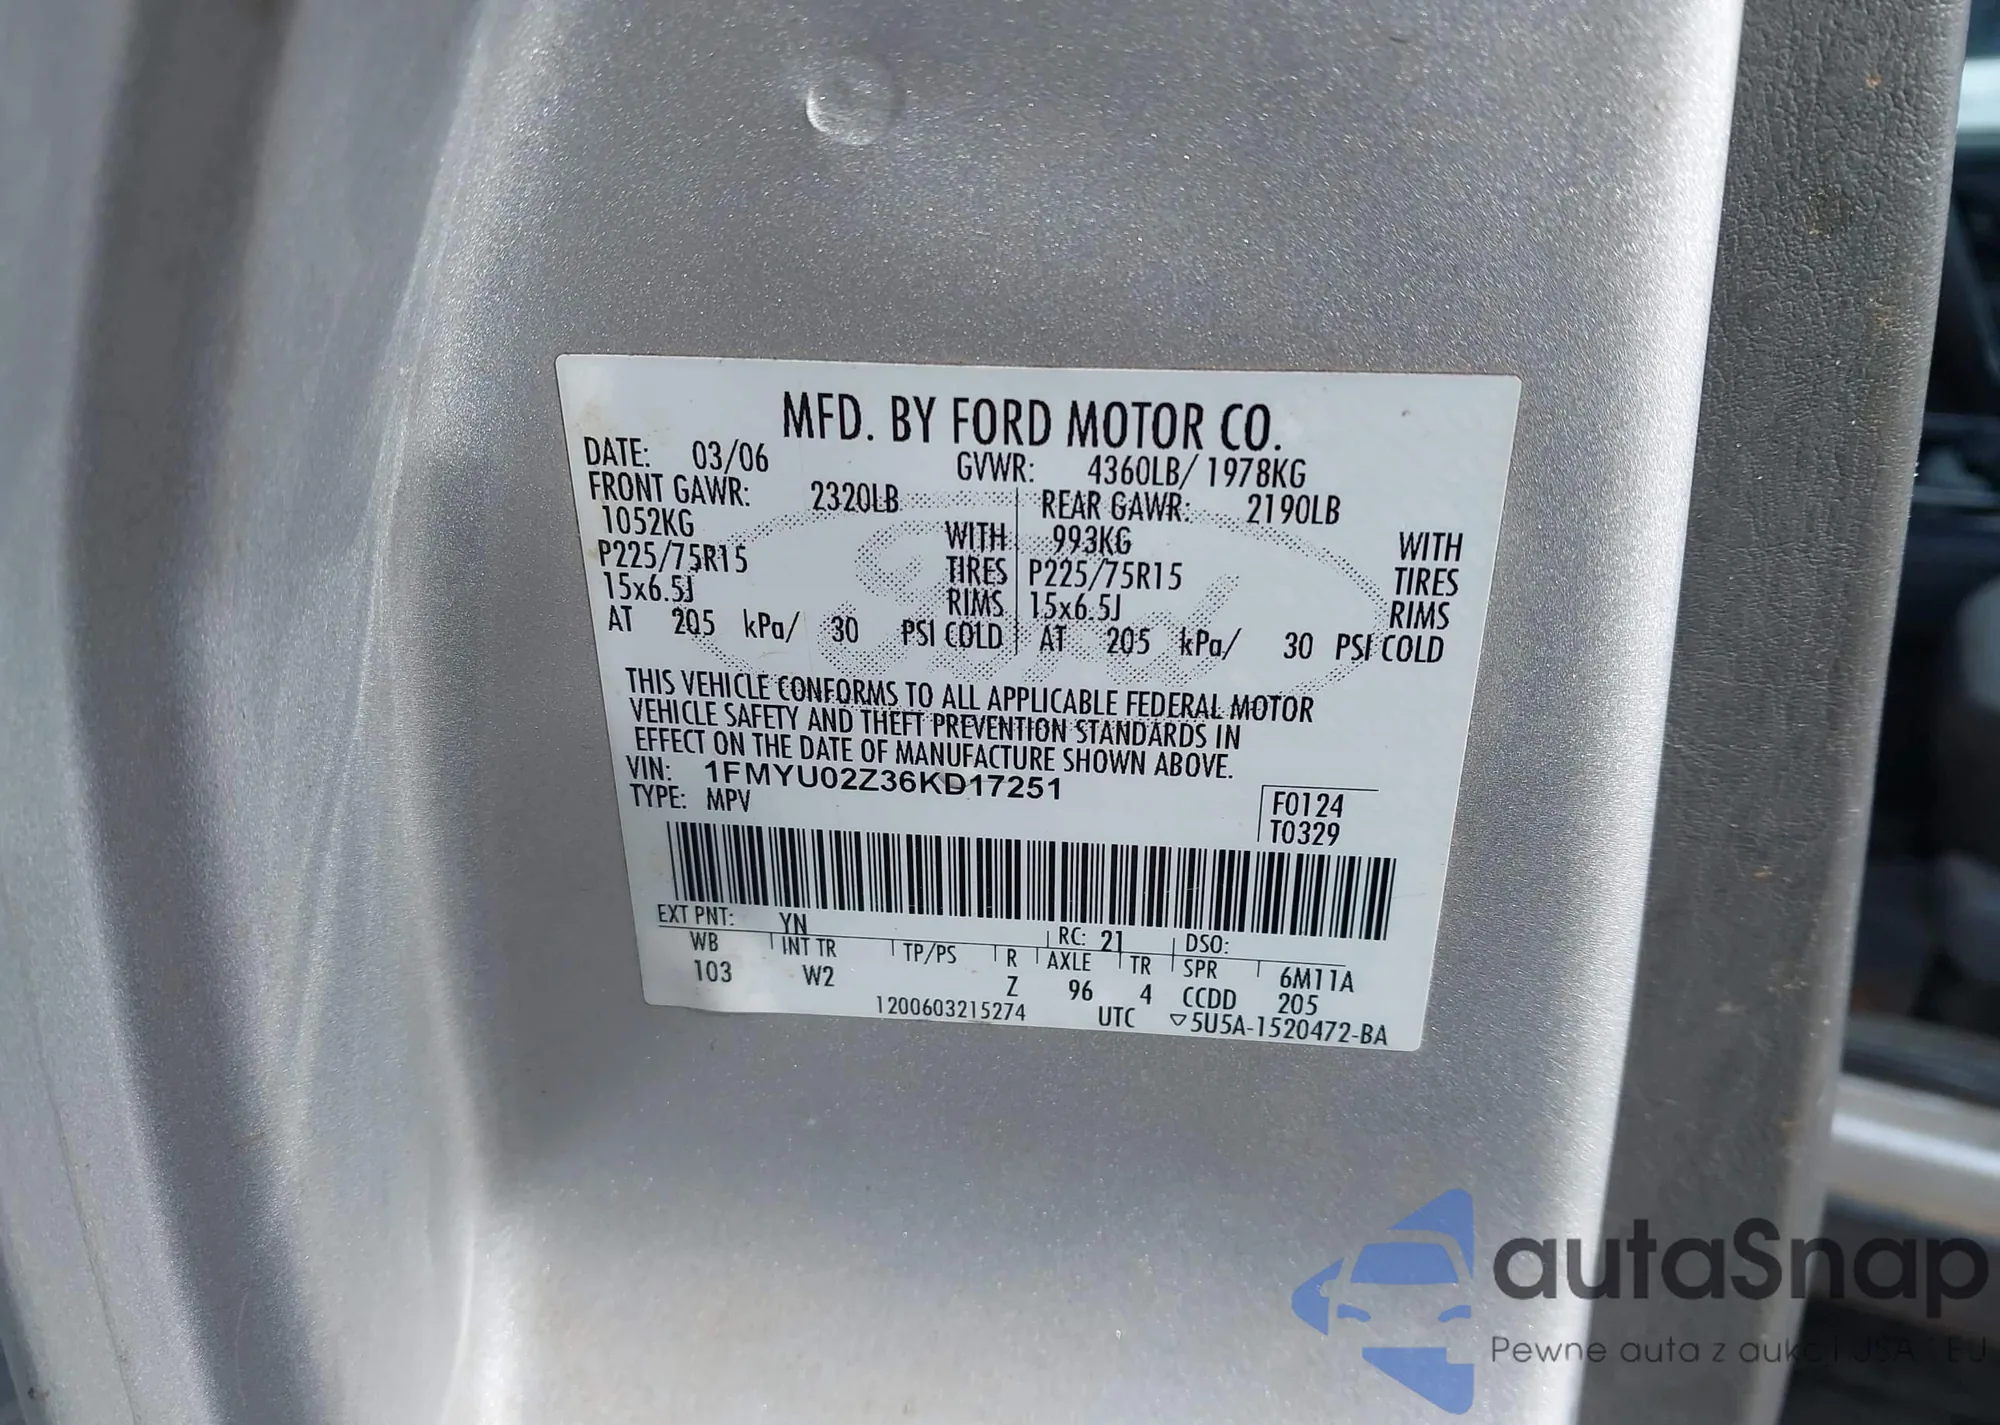 MFD. BY FORD MOTOR CO.
DATE: 03/06 GVWR: 4360LB/ 1978KG
FRONT GAWR: 2320LB REAR GAWR: 2190LB
1052KG WITH 993KG WITH
P225/75R15 TIRES P225/75R15 TIRES
15x6.5J RIMS 15x6.5J RIMS
AT 205 kPa/ 30 PSI COLD AT 205 kPa/ 30 PSI COLD
THIS VEHICLE CONFORMS TO ALL APPLICABLE FEDERAL MOTOR
VEHICLE SAFETY AND THEFT PREVENTION STANDARDS IN
EFFECT ON THE DATE OF MANUFACTURE SHOWN ABOVE.
VIN: 1FMYU02Z36KD17251
TYPE: MPV
F0124
T0329
EXT PNT: YN RC: 21 DSO:
WB INT TR TP/PS R AXLE TR SPR 6M11A
103 W2 Z 96 4 CCDD 205
1200603215274 UTC ▽5U5A-1520472-BA
autaSnap
Pewne auta z aukcji USA EU